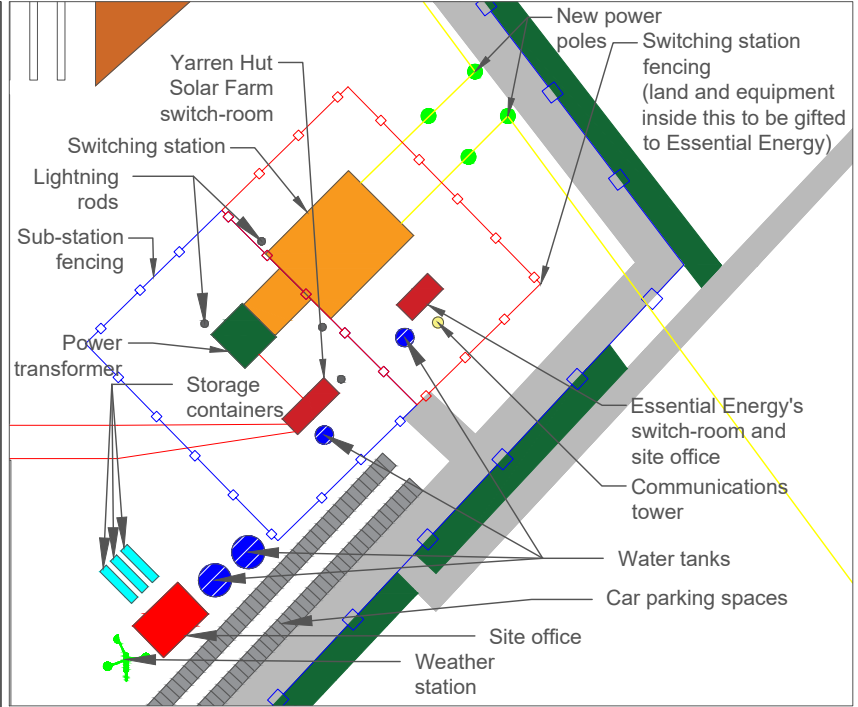 New power
poles
Switching station
fencing
(land and equipment
inside this to be gifted
to Essential Energy)
Yarren Hut
Solar Farm
switch-room
Switching station
Lightning
rods
Sub-station
fencing
Power
transformer
Storage
containers
Essential Energy's
switch-room and
site office
Communications
tower
Water tanks
Car parking spaces
Site office
Weather
station